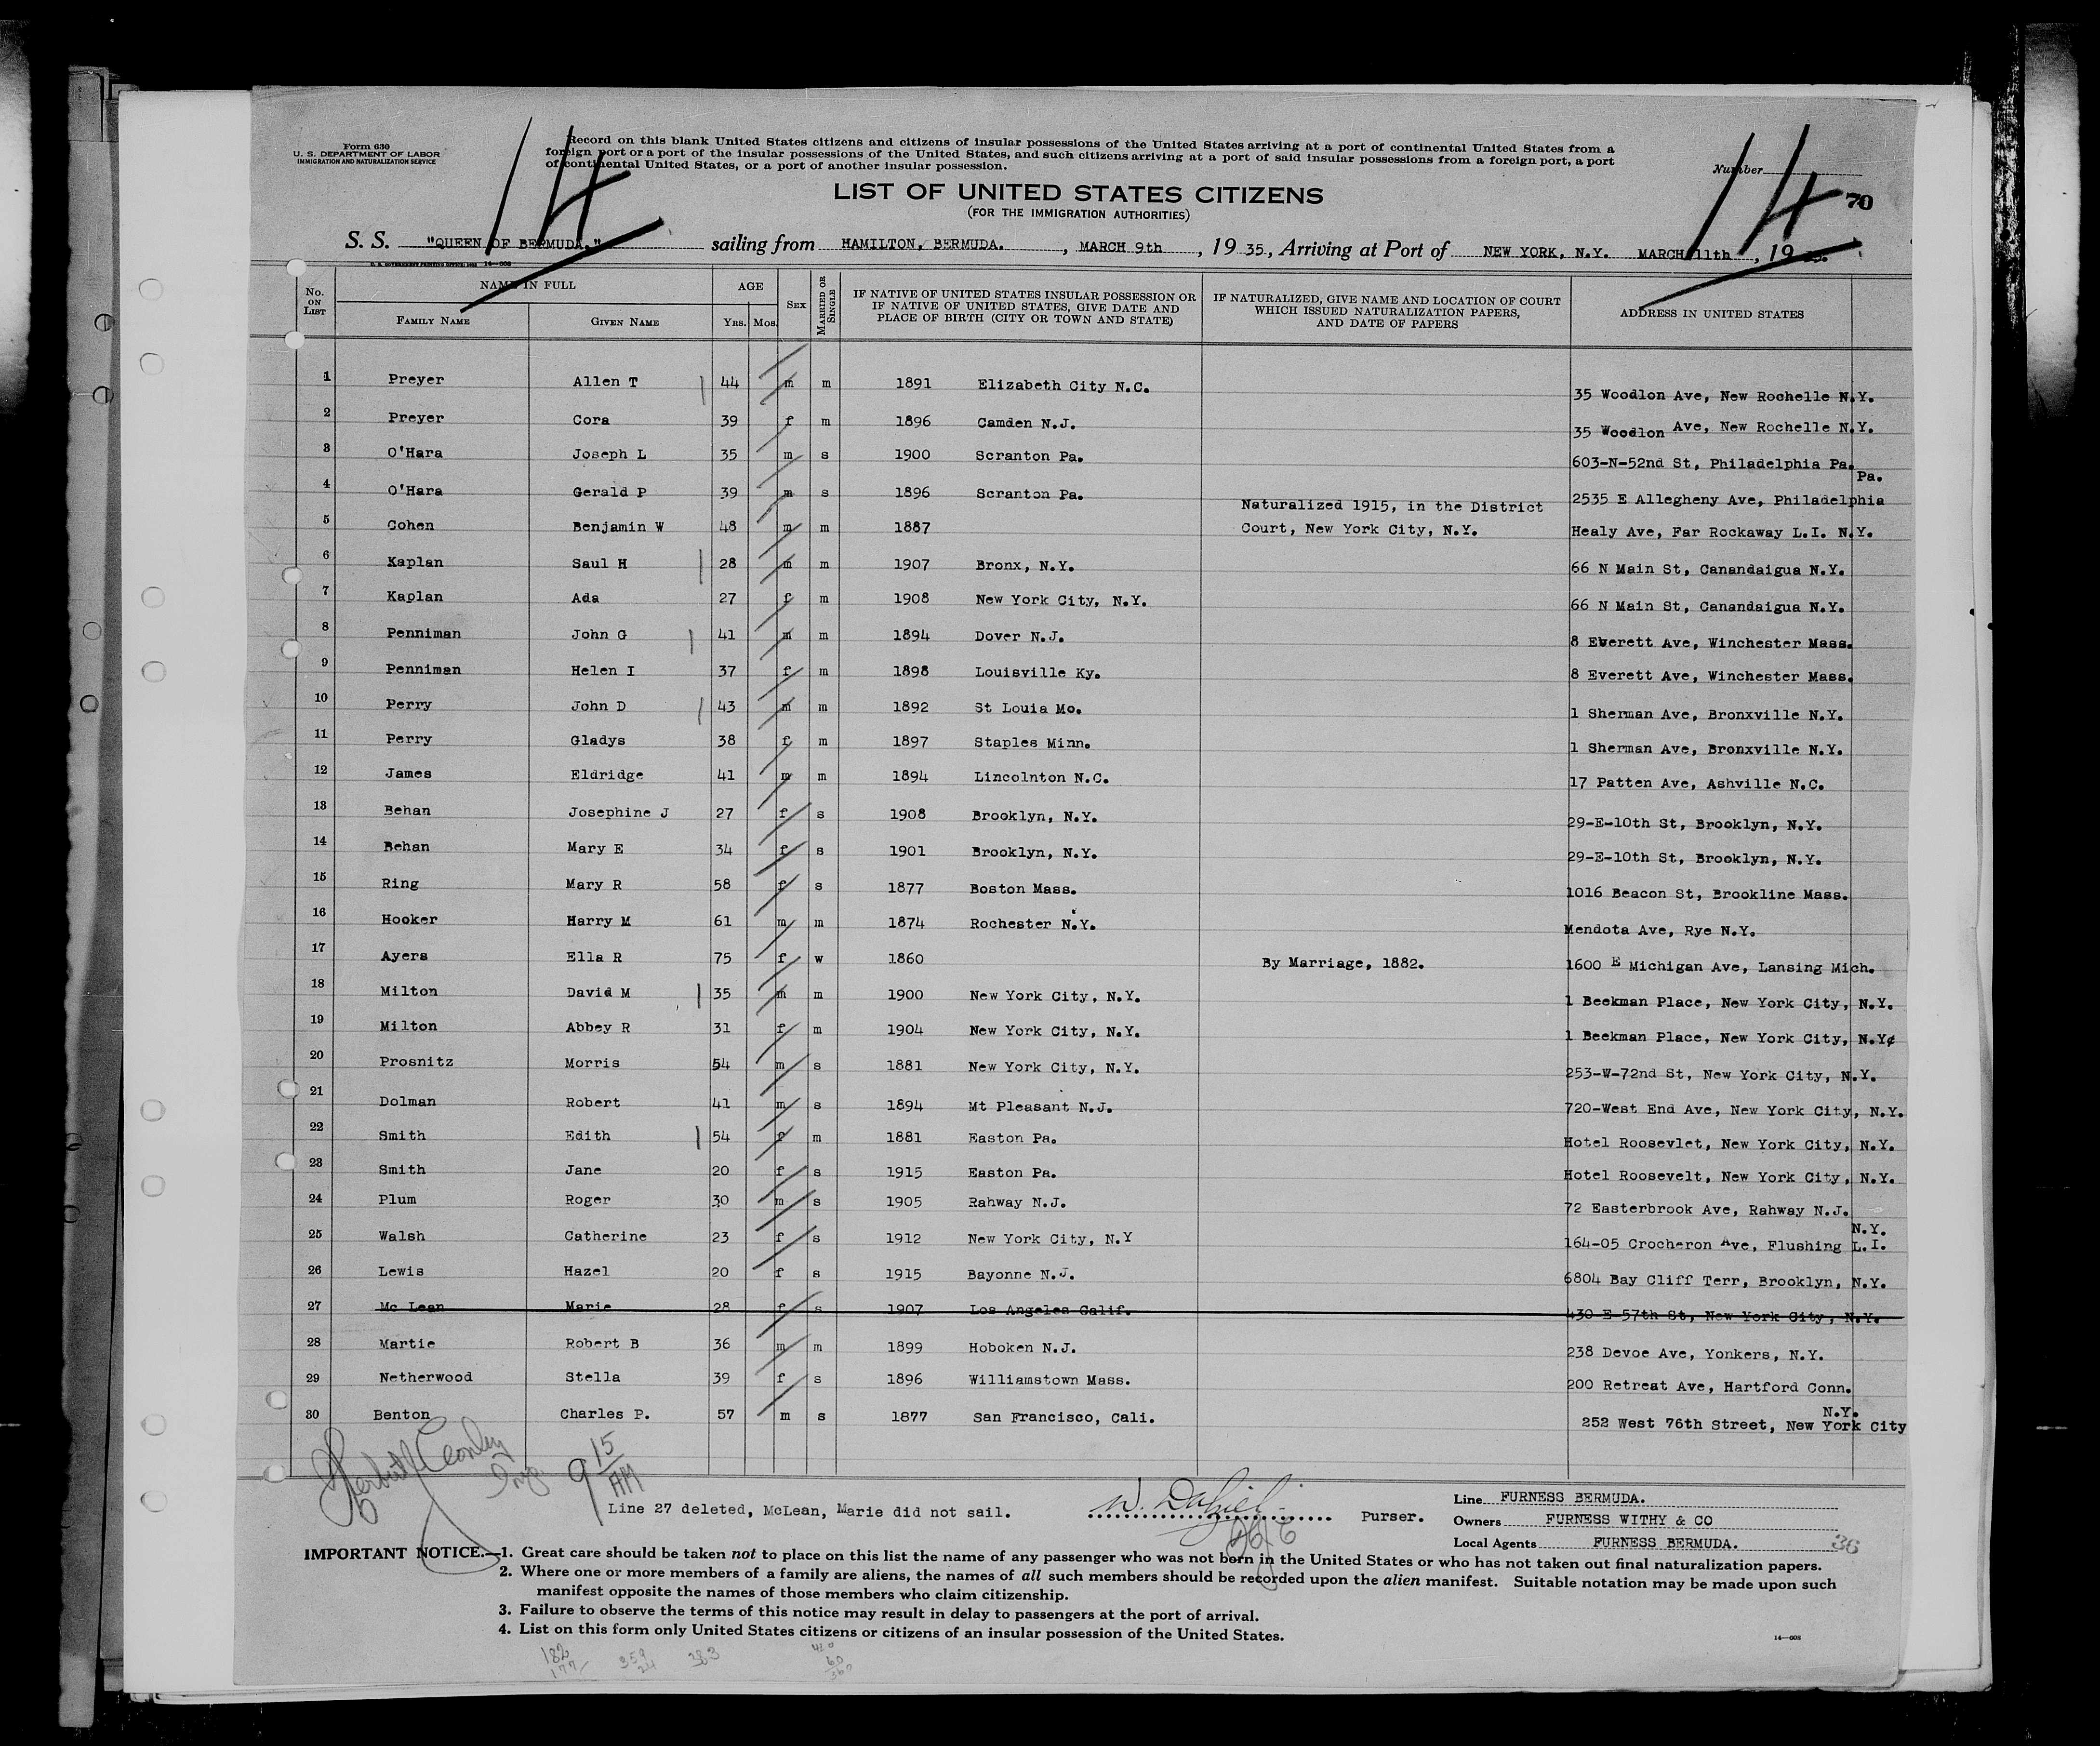 Form 630
U. S. DEPARTMENT OF LABOR
IMMIGRATION AND NATURALIZATION SERVICE
Record on this blank United States citizens and citizens of insular possessions of the United States arriving at a port of continental United States from a
foreign port or a port of the insular possessions of the United States, and such citizens arriving at a port of said insular possessions from a foreign port, a port
of continental United States, or a port of another insular possession.
Number
14
14
70
LIST OF UNITED STATES CITIZENS
(FOR THE IMMIGRATION AUTHORITIES)
S. S. "QUEEN OF BERMUDA." sailing from HAMILTON, BERMUDA. , MARCH 9th , 19 35, Arriving at Port of NEW YORK, N.Y. MARCH 11th , 19 35.
No. ON LIST NAME IN FULL AGE SEX MARRIED OR SINGLE IF NATIVE OF UNITED STATES INSULAR POSSESSION OR IF NATIVE OF UNITED STATES, GIVE DATE AND PLACE OF BIRTH (CITY OR TOWN AND STATE) IF NATURALIZED, GIVE NAME AND LOCATION OF COURT WHICH ISSUED NATURALIZATION PAPERS, AND DATE OF PAPERS ADDRESS IN UNITED STATES
FAMILY NAME GIVEN NAME YRS. MOS.
1 Preyer Allen T 44 m m 1891 Elizabeth City N.C. 35 Woodlon Ave, New Rochelle N.Y.
2 Preyer Cora 39 f m 1896 Camden N.J. 35 Woodlon Ave, New Rochelle N.Y.
3 O'Hara Joseph L 35 m s 1900 Scranton Pa. 603-N-52nd St, Philadelphia Pa.
4 O'Hara Gerald P 39 m s 1896 Scranton Pa. 2535 E Allegheny Ave, Philadelphia Pa.
5 Cohen Benjamin W 48 m m 1887 Naturalized 1915, in the District Court, New York City, N.Y. Healy Ave, Far Rockaway L.I. N.Y.
6 Kaplan Saul H 28 m m 1907 Bronx, N.Y. 66 N Main St, Canandaigua N.Y.
7 Kaplan Ada 27 f m 1908 New York City, N.Y. 66 N Main St, Canandaigua N.Y.
8 Penniman John G 41 m m 1894 Dover N.J. 8 Everett Ave, Winchester Mass.
9 Penniman Helen I 37 f m 1898 Louisville Ky. 8 Everett Ave, Winchester Mass.
10 Perry John D 43 m m 1892 St Louia Mo. 1 Sherman Ave, Bronxville N.Y.
11 Perry Gladys 38 f m 1897 Staples Minn. 1 Sherman Ave, Bronxville N.Y.
12 James Eldridge 41 m m 1894 Lincolnton N.C. 17 Patten Ave, Ashville N.C.
13 Behan Josephine J 27 f s 1908 Brooklyn, N.Y. 29-E-10th St, Brooklyn, N.Y.
14 Behan Mary E 34 f s 1901 Brooklyn, N.Y. 29-E-10th St, Brooklyn, N.Y.
15 Ring Mary R 58 f s 1877 Boston Mass. 1016 Beacon St, Brookline Mass.
16 Hooker Harry M 61 m m 1874 Rochester N.Y. Mendota Ave, Rye N.Y.
17 Ayers Ella R 75 f w 1860 By Marriage, 1882. 1600 E Michigan Ave, Lansing Mich.
18 Milton David M 35 m m 1900 New York City, N.Y. 1 Beekman Place, New York City, N.Y.
19 Milton Abbey R 31 f m 1904 New York City, N.Y. 1 Beekman Place, New York City, N.Y¢
20 Prosnitz Morris 54 m s 1881 New York City, N.Y. 253-W-72nd St, New York City, N.Y.
21 Dolman Robert 41 m s 1894 Mt Pleasant N.J. 720-West End Ave, New York City, N.Y.
22 Smith Edith 54 f m 1881 Easton Pa. Hotel Roosevlet, New York City, N.Y.
23 Smith Jane 20 f s 1915 Easton Pa. Hotel Roosevelt, New York City, N.Y.
24 Plum Roger 30 m s 1905 Rahway N.J. 72 Easterbrook Ave, Rahway N.J.
25 Walsh Catherine 23 f s 1912 New York City, N.Y 164-05 Crocheron Ave, Flushing L.I. N.Y.
26 Lewis Hazel 20 f s 1915 Bayonne N.J. 6804 Bay Cliff Terr, Brooklyn, N.Y.
27 Mc Lean Marie 28 f s 1907 Los Angeles Calif. 430 E 57th St, New York City, N.Y.
28 Martie Robert B 36 m m 1899 Hoboken N.J. 238 Devoe Ave, Yonkers, N.Y.
29 Netherwood Stella 39 f s 1896 Williamstown Mass. 200 Retreat Ave, Hartford Conn.
30 Benton Charles P. 57 m s 1877 San Francisco, Cali. 252 West 76th Street, New York City N.Y.
9 15 AM
Line 27 deleted, McLean, Marie did not sail.
Purser.
Line FURNESS BERMUDA.
Owners FURNESS WITHY & CO
Local Agents FURNESS BERMUDA.
36
IMPORTANT NOTICE.—1. Great care should be taken not to place on this list the name of any passenger who was not born in the United States or who has not taken out final naturalization papers.
2. Where one or more members of a family are aliens, the names of all such members should be recorded upon the alien manifest. Suitable notation may be made upon such
manifest opposite the names of those members who claim citizenship.
3. Failure to observe the terms of this notice may result in delay to passengers at the port of arrival.
4. List on this form only United States citizens or citizens of an insular possession of the United States.
14—608
182
177